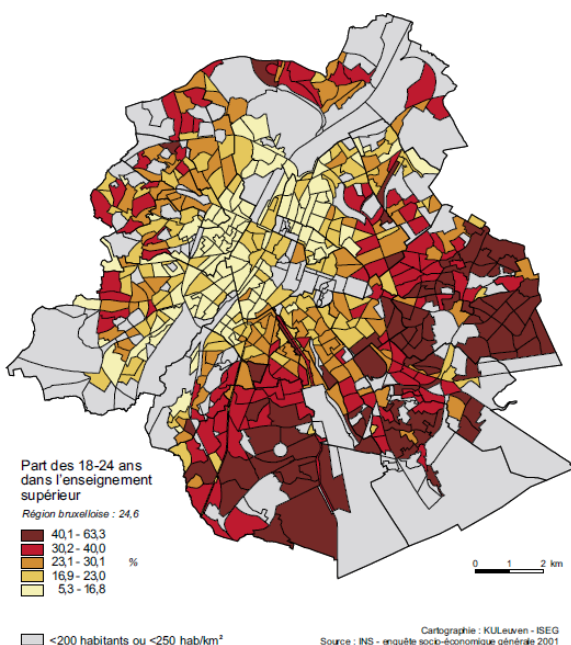 Part des 18-24 ans
dans l'enseignement
supérieur
Région bruxelloise : 24,6
40,1 - 63,3
30,2 - 40,0
23,1 - 30,1 %
16,9 - 23,0
5,3 - 16,8
0 1 2 km
<200 habitants ou <250 hab/km²
Cartographie : KULeuven - ISEG
Source : INS - enquête socio-économique générale 2001